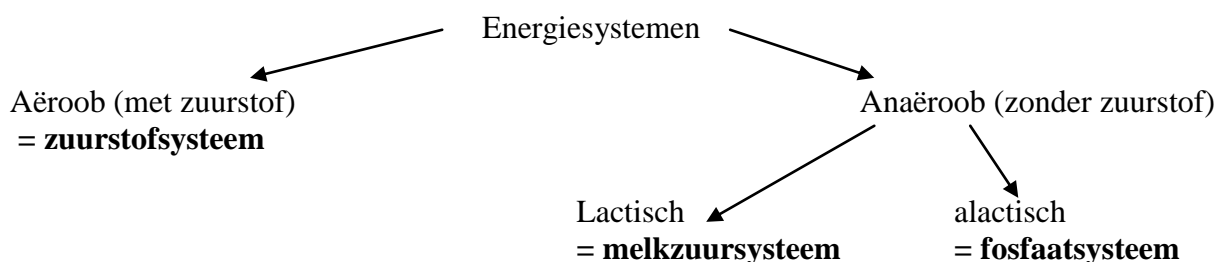 Energiesystemen
Aëroob (met zuurstof)
= zuurstofsysteem
Anaëroob (zonder zuurstof)
Lactisch
= melkzuursysteem
alactisch
= fosfaatsysteem